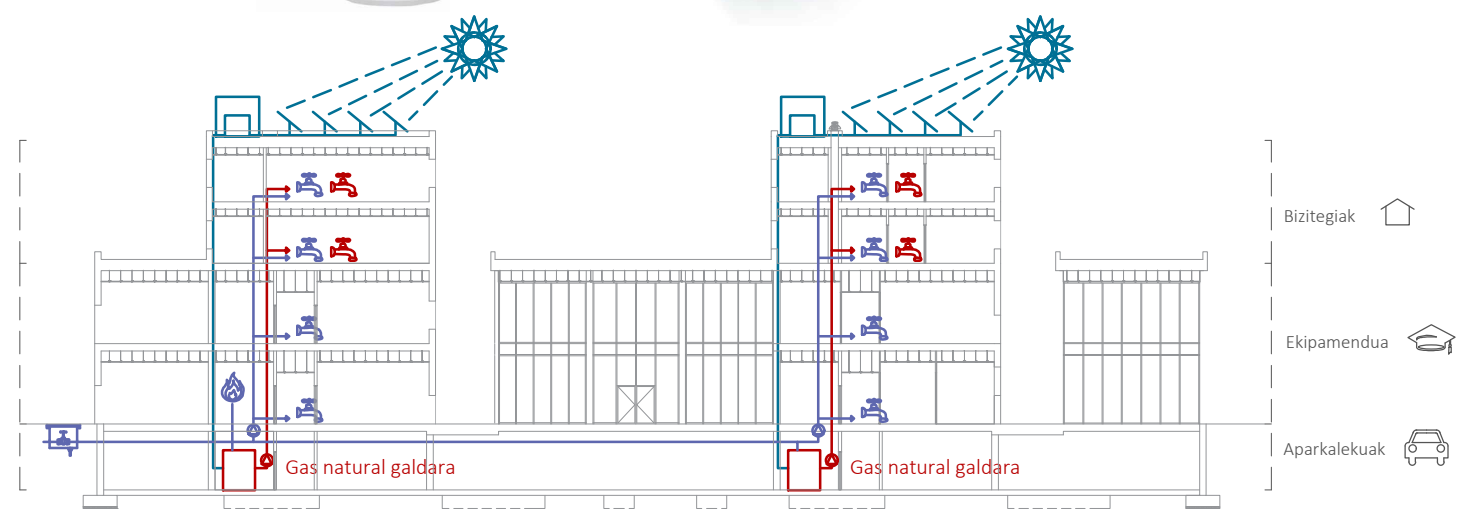 Bizitegiak
Ekipamendua
Aparkalekuak
Gas natural galdara
Gas natural galdara